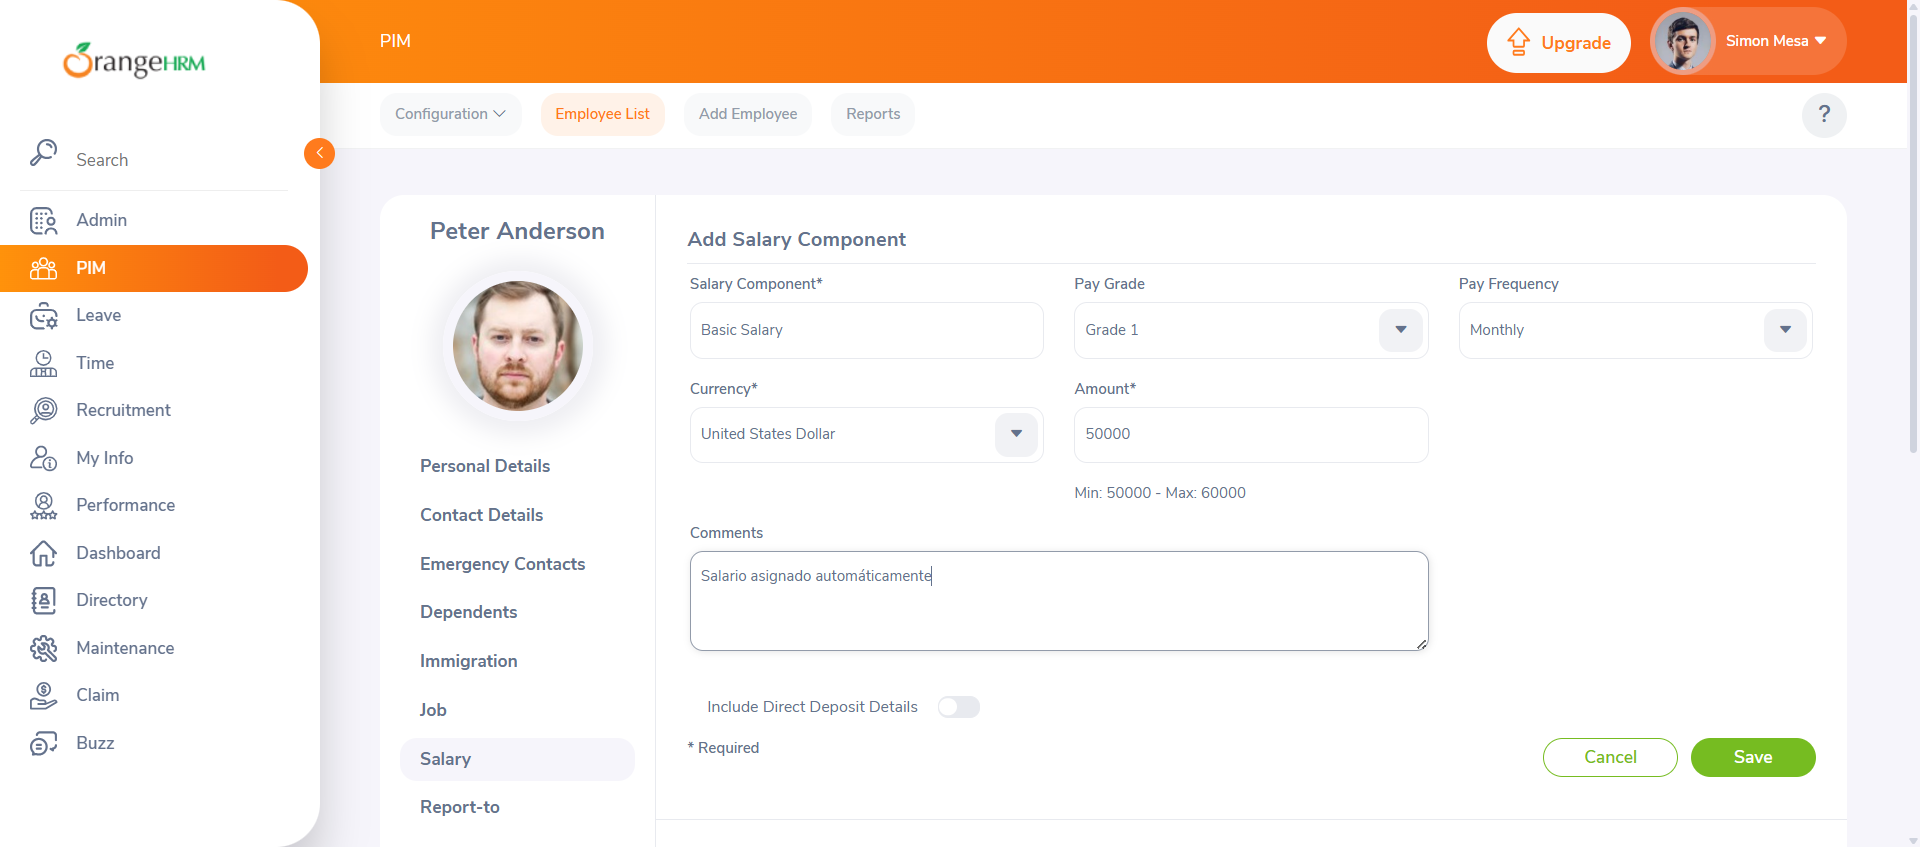 OrangeHRM
PIM
Upgrade
Simon Mesa
Configuration
Employee List
Add Employee
Reports
?
Search
Admin
PIM
Leave
Time
Recruitment
My Info
Performance
Dashboard
Directory
Maintenance
Claim
Buzz
Peter Anderson
Personal Details
Contact Details
Emergency Contacts
Dependents
Immigration
Job
Salary
Report-to
Add Salary Component
Salary Component*
Pay Grade
Pay Frequency
Basic Salary
Grade 1
Monthly
Currency*
Amount*
United States Dollar
50000
Min: 50000 - Max: 60000
Comments
Salario asignado automáticamente
Include Direct Deposit Details
* Required
Cancel
Save